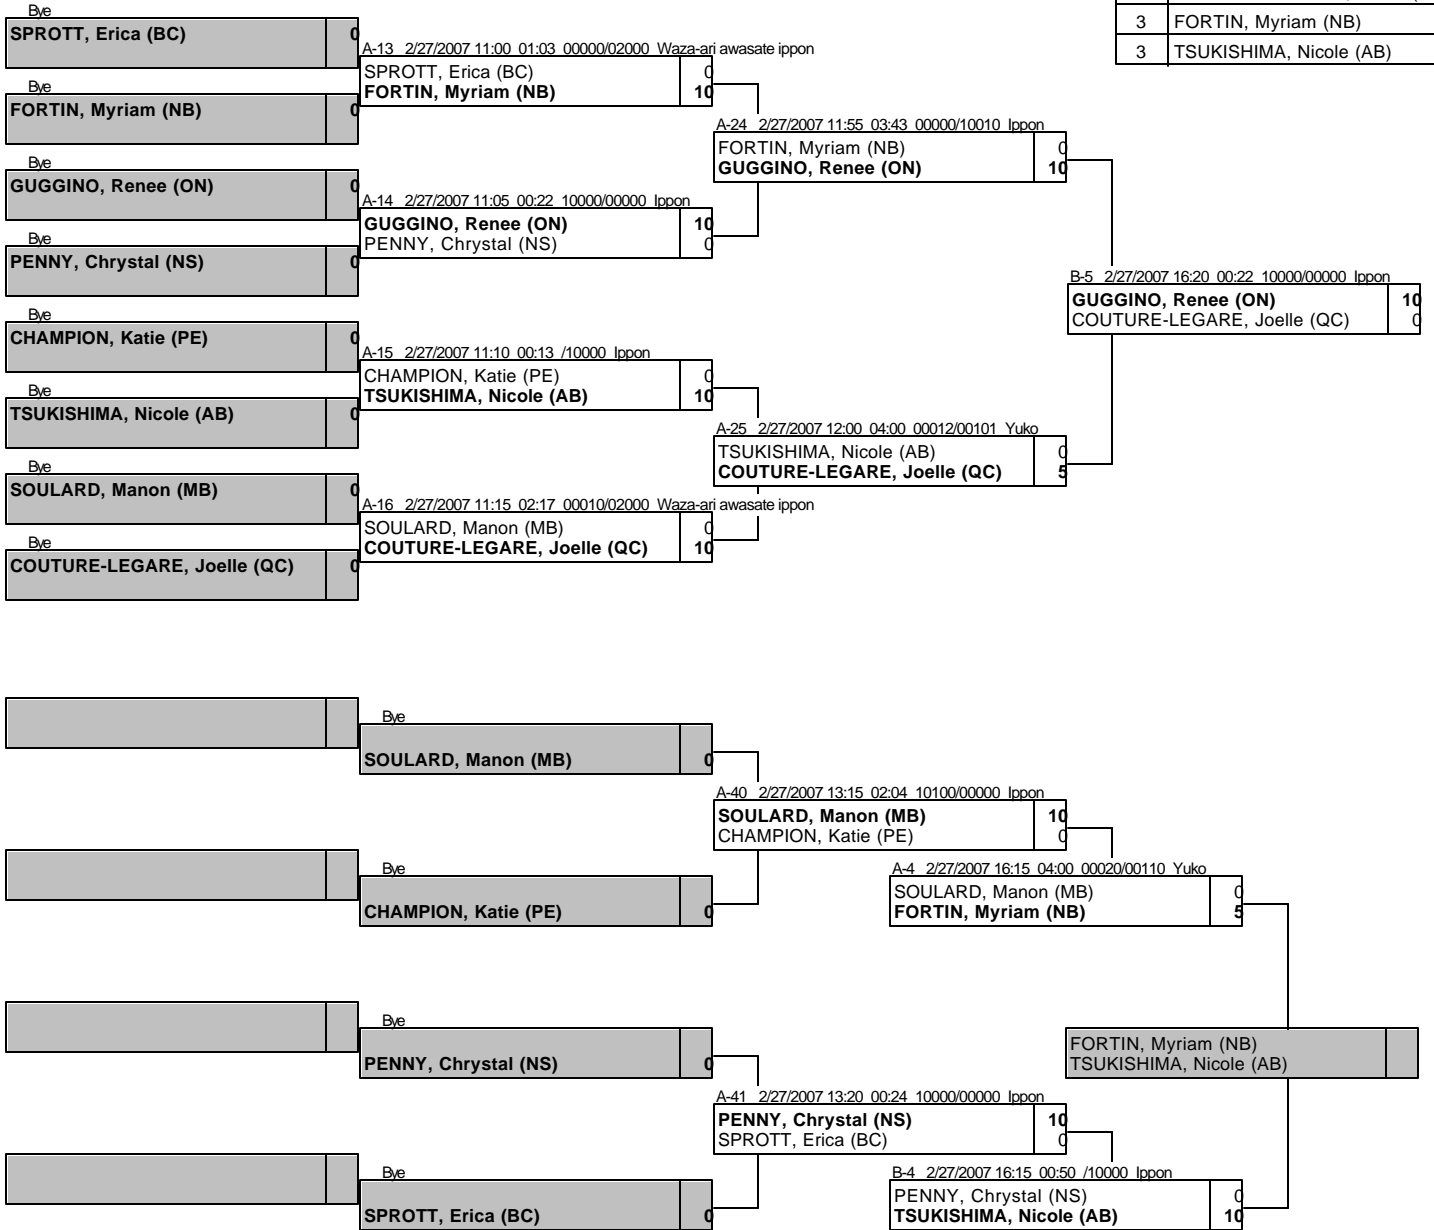 Bye
SPROTT, Erica (BC) 0
Bye
FORTIN, Myriam (NB) 0
Bye
GUGGINO, Renee (ON) 0
Bye
PENNY, Chrystal (NS) 0
Bye
CHAMPION, Katie (PE) 0
Bye
TSUKISHIMA, Nicole (AB) 0
Bye
SOULARD, Manon (MB) 0
Bye
COUTURE-LEGARE, Joelle (QC) 0
A-13 2/27/2007 11:00 01:03 00000/02000 Waza-ari awasate ippon
SPROTT, Erica (BC) 0
FORTIN, Myriam (NB) 10
A-14 2/27/2007 11:05 00:22 10000/00000 Ippon
GUGGINO, Renee (ON) 10
PENNY, Chrystal (NS) 0
A-15 2/27/2007 11:10 00:13 /10000 Ippon
CHAMPION, Katie (PE) 0
TSUKISHIMA, Nicole (AB) 10
A-16 2/27/2007 11:15 02:17 00010/02000 Waza-ari awasate ippon
SOULARD, Manon (MB) 0
COUTURE-LEGARE, Joelle (QC) 10
A-24 2/27/2007 11:55 03:43 00000/10010 Ippon
FORTIN, Myriam (NB) 0
GUGGINO, Renee (ON) 10
A-25 2/27/2007 12:00 04:00 00012/00101 Yuko
TSUKISHIMA, Nicole (AB) 0
COUTURE-LEGARE, Joelle (QC) 5
B-5 2/27/2007 16:20 00:22 10000/00000 Ippon
GUGGINO, Renee (ON) 10
COUTURE-LEGARE, Joelle (QC) 0
3 FORTIN, Myriam (NB)
3 TSUKISHIMA, Nicole (AB)
Bye
SOULARD, Manon (MB) 0
Bye
CHAMPION, Katie (PE) 0
Bye
PENNY, Chrystal (NS) 0
Bye
SPROTT, Erica (BC) 0
A-40 2/27/2007 13:15 02:04 10100/00000 Ippon
SOULARD, Manon (MB) 10
CHAMPION, Katie (PE) 0
A-41 2/27/2007 13:20 00:24 10000/00000 Ippon
PENNY, Chrystal (NS) 10
SPROTT, Erica (BC) 0
A-4 2/27/2007 16:15 04:00 00020/00110 Yuko
SOULARD, Manon (MB) 0
FORTIN, Myriam (NB) 5
B-4 2/27/2007 16:15 00:50 /10000 Ippon
PENNY, Chrystal (NS) 0
TSUKISHIMA, Nicole (AB) 10
FORTIN, Myriam (NB)
TSUKISHIMA, Nicole (AB)